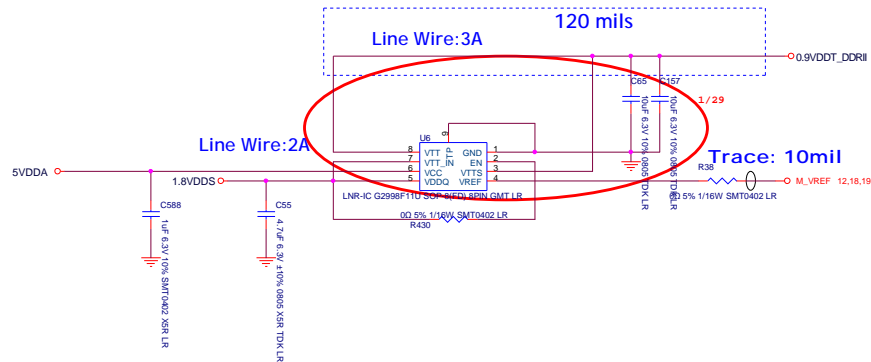 120 mils
Line Wire:3A
0.9VDDT_DDRII
C65
C157
10uF 6.3V 10% 0805 TDK LR
10uF 6.3V 10% 0805 TDK LR
1/29
U6
9
TP
8 VTT GND 1
7 VTT_IN EN 2
6 VCC VTTS 3
5 VDDQ VREF 4
LNR-IC G2998F11U SOP-8(FD) 8PIN GMT LR
Line Wire:2A
5VDDA
1.8VDDS
Trace: 10mil
R38
M_VREF 12,18,19
0Ω 5% 1/16W SMT0402 LR
0Ω 5% 1/16W SMT0402 LR
R430
C588
1uF 6.3V 10% SMT0402 X5R LR
C55
4.7uF 6.3V ±10% 0805 X5R TDK LR